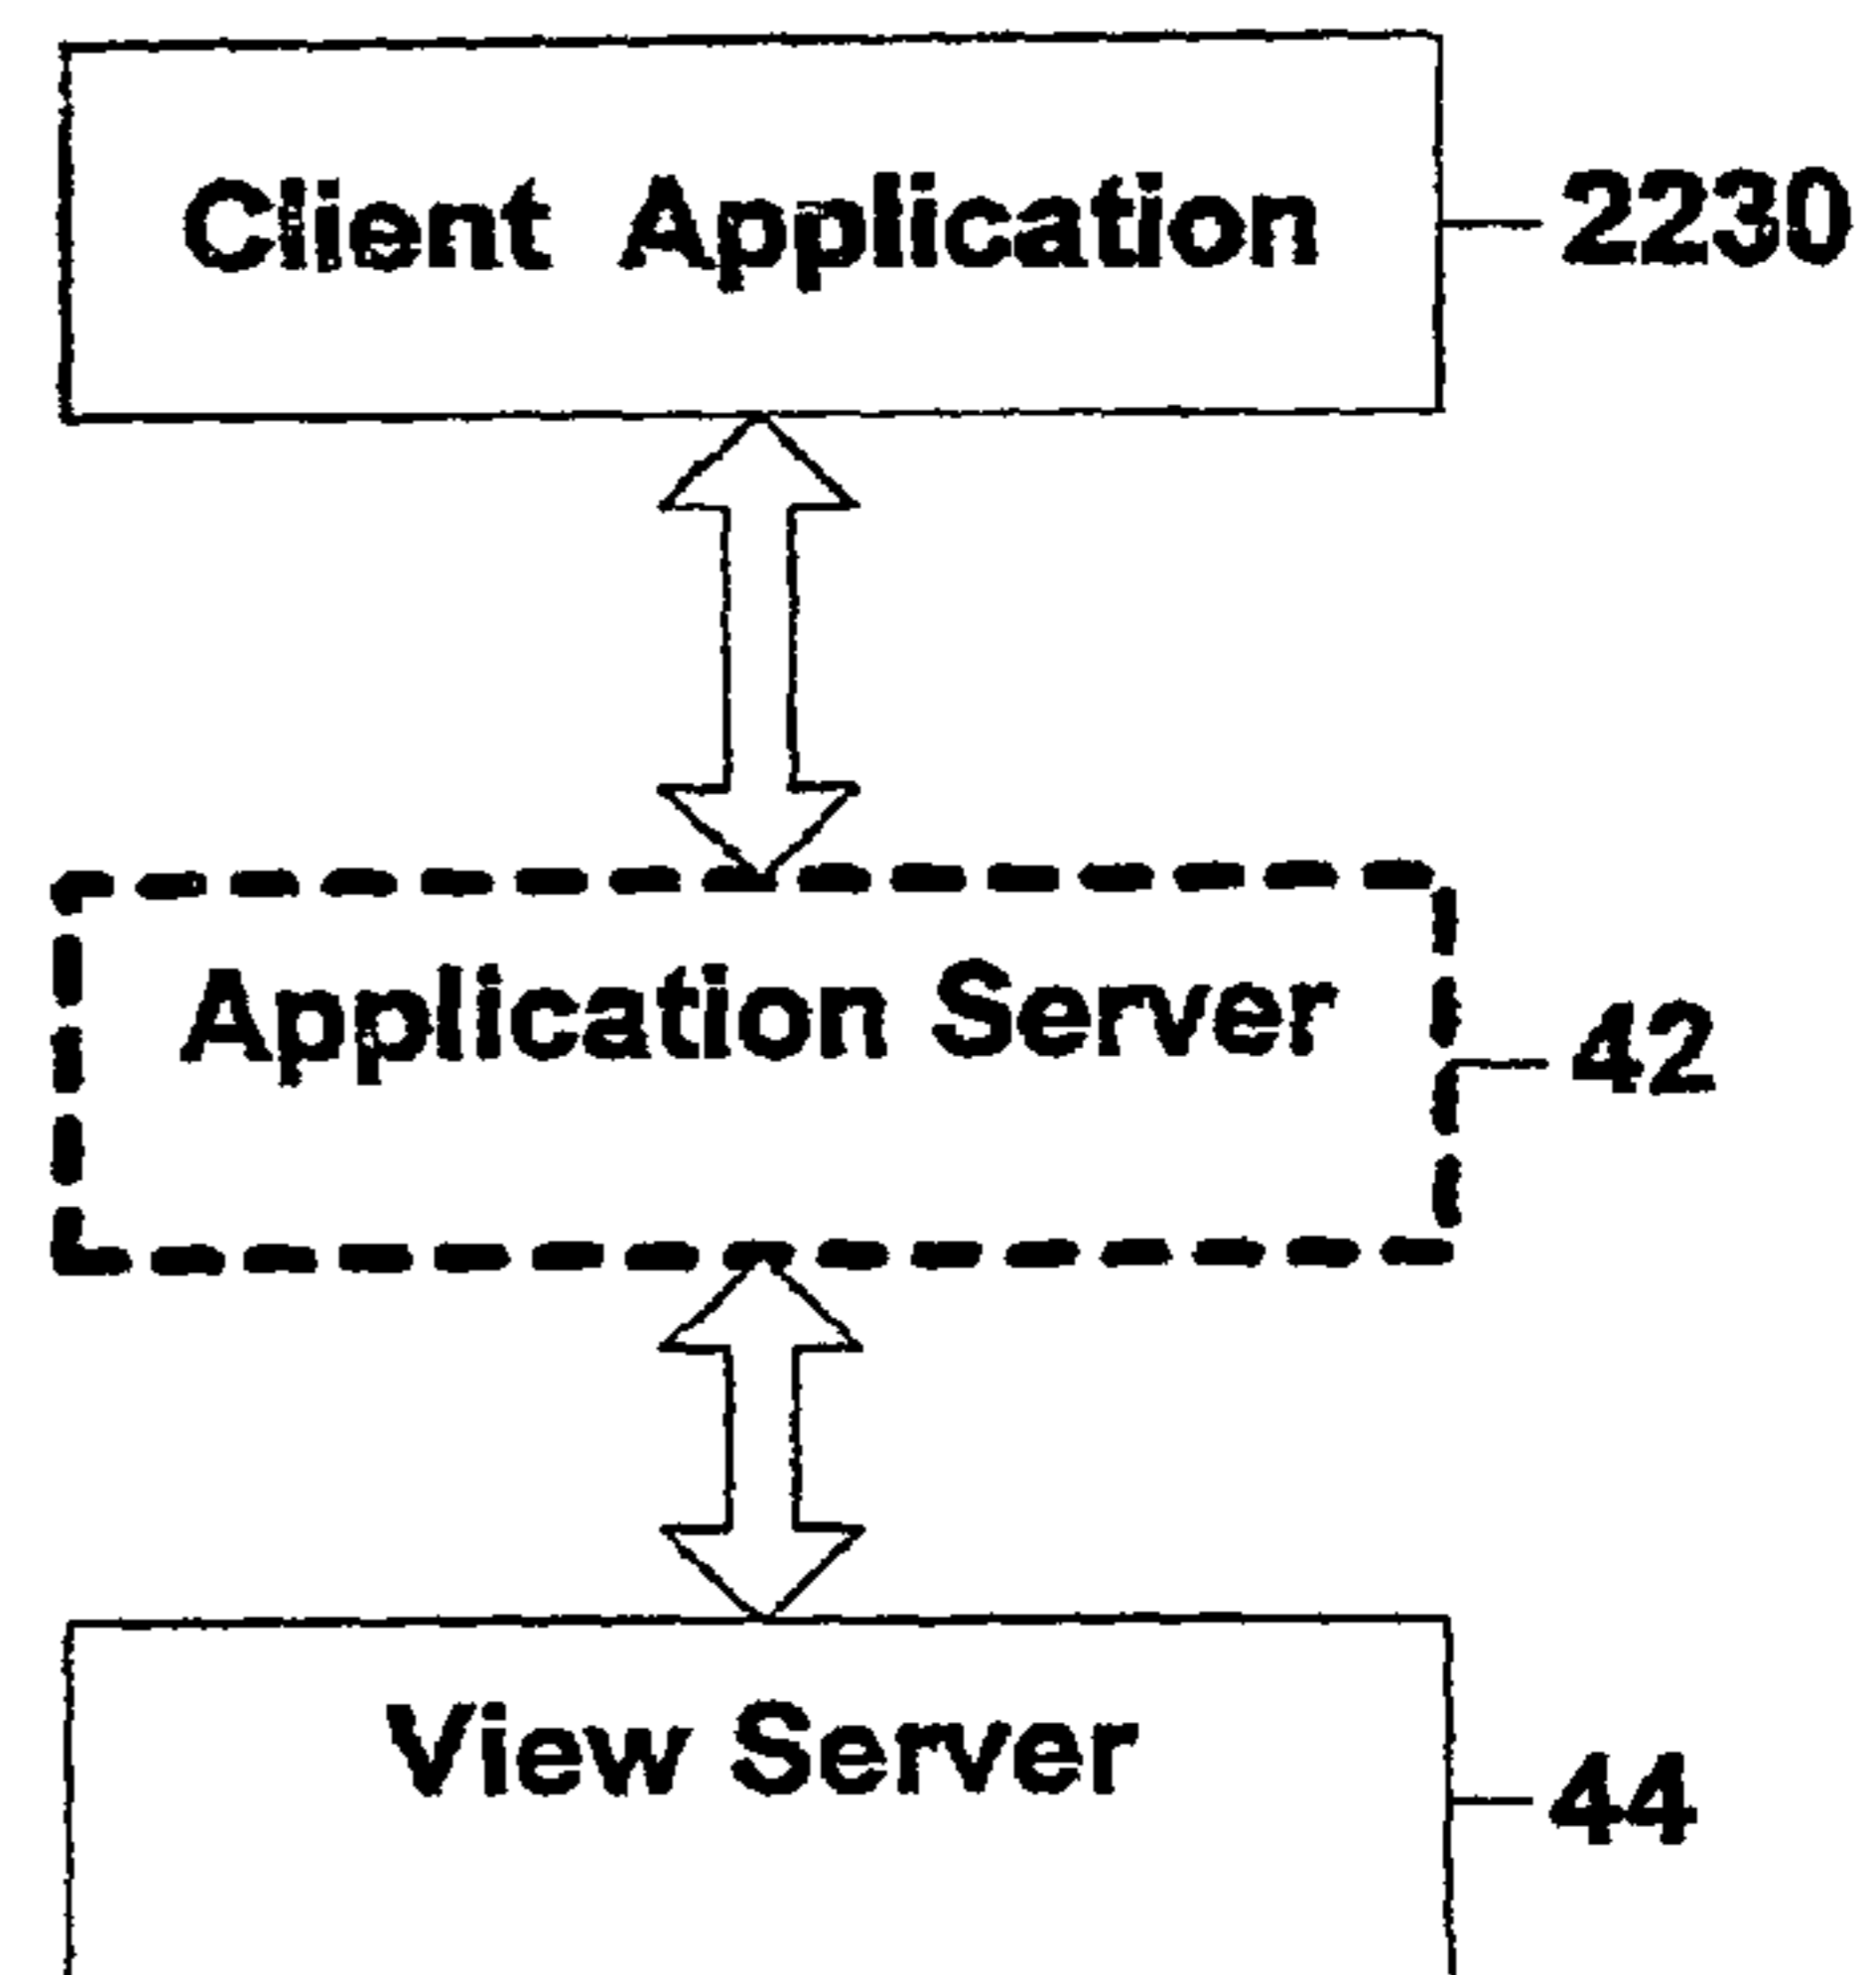 Client Application
2230
Application Server
42
View Server
44